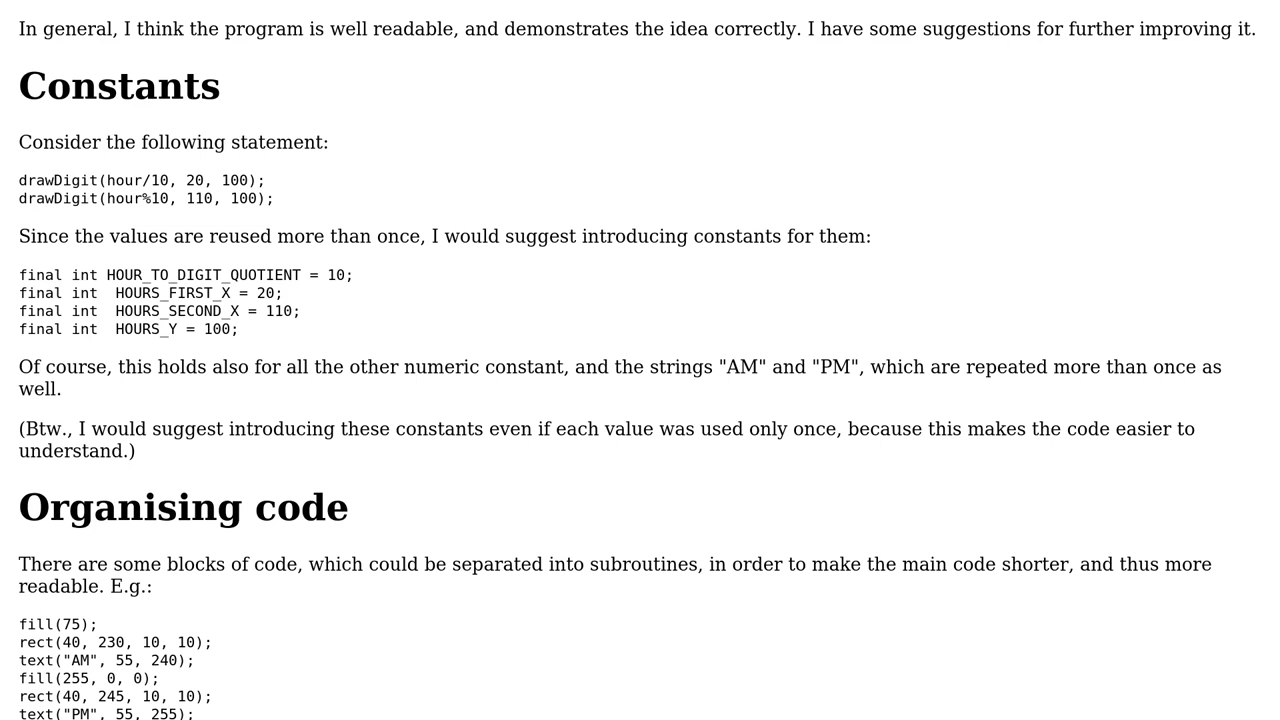 In general, I think the program is well readable, and demonstrates the idea correctly. I have some suggestions for further improving it.
Constants
Consider the following statement:
drawDigit(hour/10, 20, 100);
drawDigit(hour%10, 110, 100);
Since the values are reused more than once, I would suggest introducing constants for them:
final int HOUR_TO_DIGIT_QUOTIENT = 10;
final int  HOURS_FIRST_X = 20;
final int  HOURS_SECOND_X = 110;
final int  HOURS_Y = 100;
Of course, this holds also for all the other numeric constant, and the strings "AM" and "PM", which are repeated more than once as
well.
(Btw., I would suggest introducing these constants even if each value was used only once, because this makes the code easier to
understand.)
Organising code
There are some blocks of code, which could be separated into subroutines, in order to make the main code shorter, and thus more
readable. E.g.:
fill(75);
rect(40, 230, 10, 10);
text("AM", 55, 240);
fill(255, 0, 0);
rect(40, 245, 10, 10);
text("PM", 55, 255);